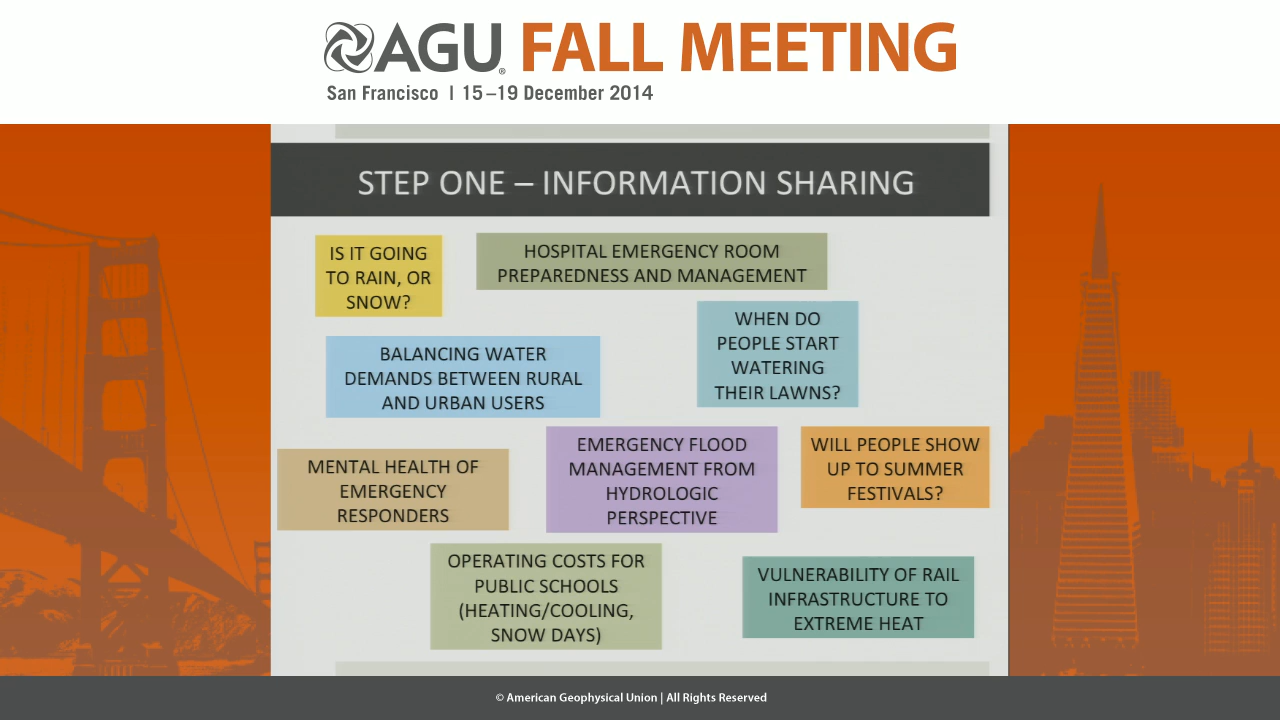 AGU FALL MEETING
San Francisco | 15–19 December 2014
STEP ONE – INFORMATION SHARING
IS IT GOING
TO RAIN, OR
SNOW?
HOSPITAL EMERGENCY ROOM
PREPAREDNESS AND MANAGEMENT
WHEN DO
PEOPLE START
WATERING
THEIR LAWNS?
BALANCING WATER
DEMANDS BETWEEN RURAL
AND URBAN USERS
MENTAL HEALTH OF
EMERGENCY
RESPONDERS
EMERGENCY FLOOD
MANAGEMENT FROM
HYDROLOGIC
PERSPECTIVE
WILL PEOPLE SHOW
UP TO SUMMER
FESTIVALS?
OPERATING COSTS FOR
PUBLIC SCHOOLS
(HEATING/COOLING,
SNOW DAYS)
VULNERABILITY OF RAIL
INFRASTRUCTURE TO
EXTREME HEAT
© American Geophysical Union | All Rights Reserved